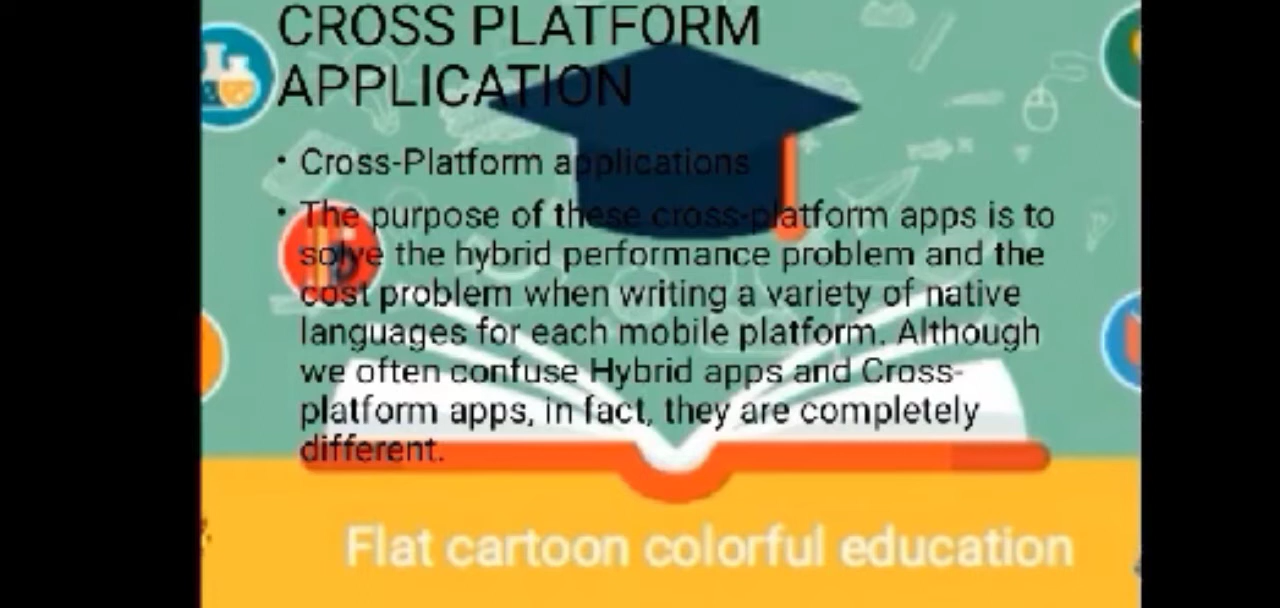 CROSS PLATFORM
APPLICATION
• Cross-Platform applications
• The purpose of these cross-platform apps is to
solve the hybrid performance problem and the
cost problem when writing a variety of native
languages for each mobile platform. Although
we often confuse Hybrid apps and Cross-
platform apps, in fact, they are completely
different.
Flat cartoon colorful education